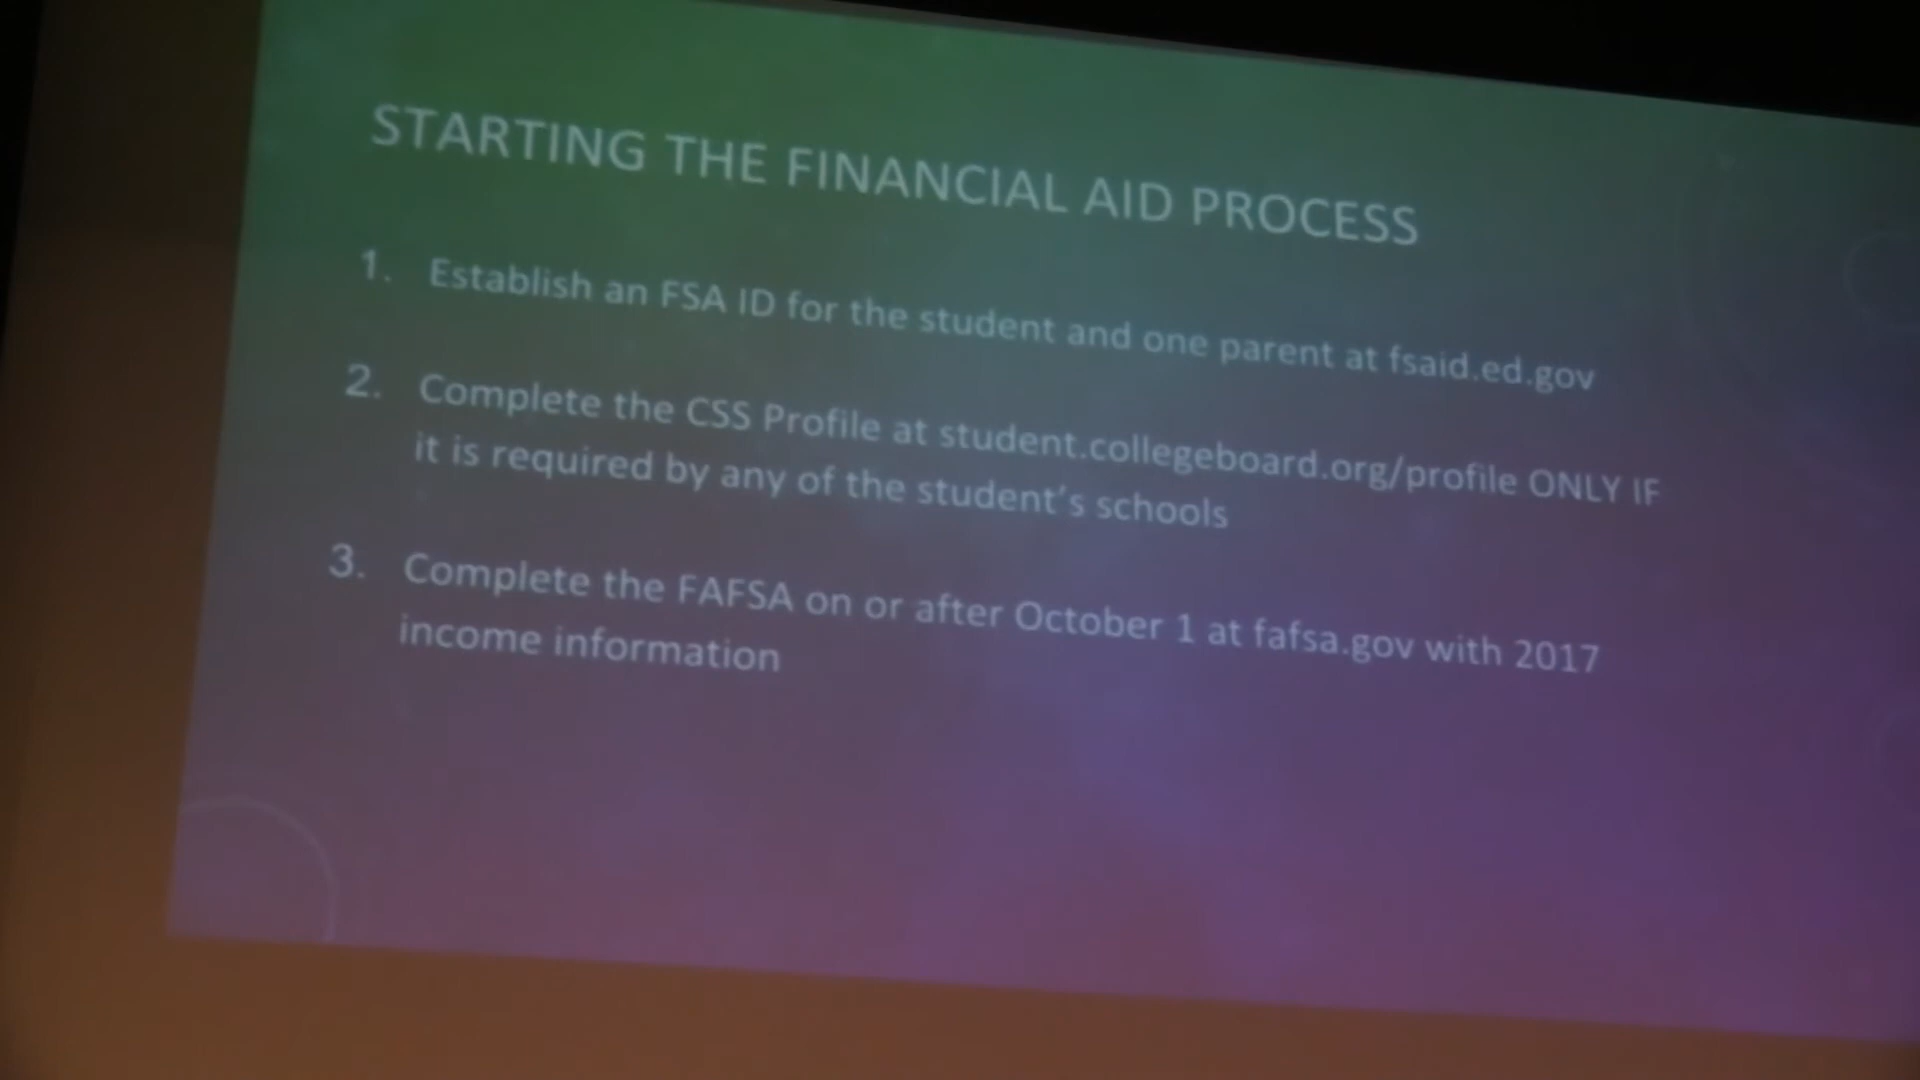 STARTING THE FINANCIAL AID PROCESS
1. Establish an FSA ID for the student and one parent at fsaid.ed.gov
2. Complete the CSS Profile at student.collegeboard.org/profile ONLY IF
it is required by any of the student's schools
3. Complete the FAFSA on or after October 1 at fafsa.gov with 2017
income information